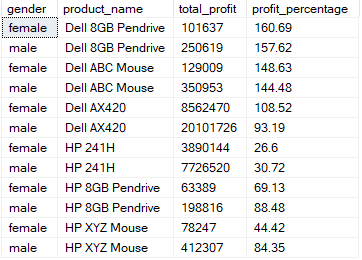 gender product_name total_profit profit_percentage
female Dell 8GB Pendrive 101637 160.69
male Dell 8GB Pendrive 250619 157.62
female Dell ABC Mouse 129009 148.63
male Dell ABC Mouse 350953 144.48
female Dell AX420 8562470 108.52
male Dell AX420 20101726 93.19
female HP 241H 3890144 26.6
male HP 241H 7726520 30.72
female HP 8GB Pendrive 63389 69.13
male HP 8GB Pendrive 198816 88.48
female HP XYZ Mouse 78247 44.42
male HP XYZ Mouse 412307 84.35